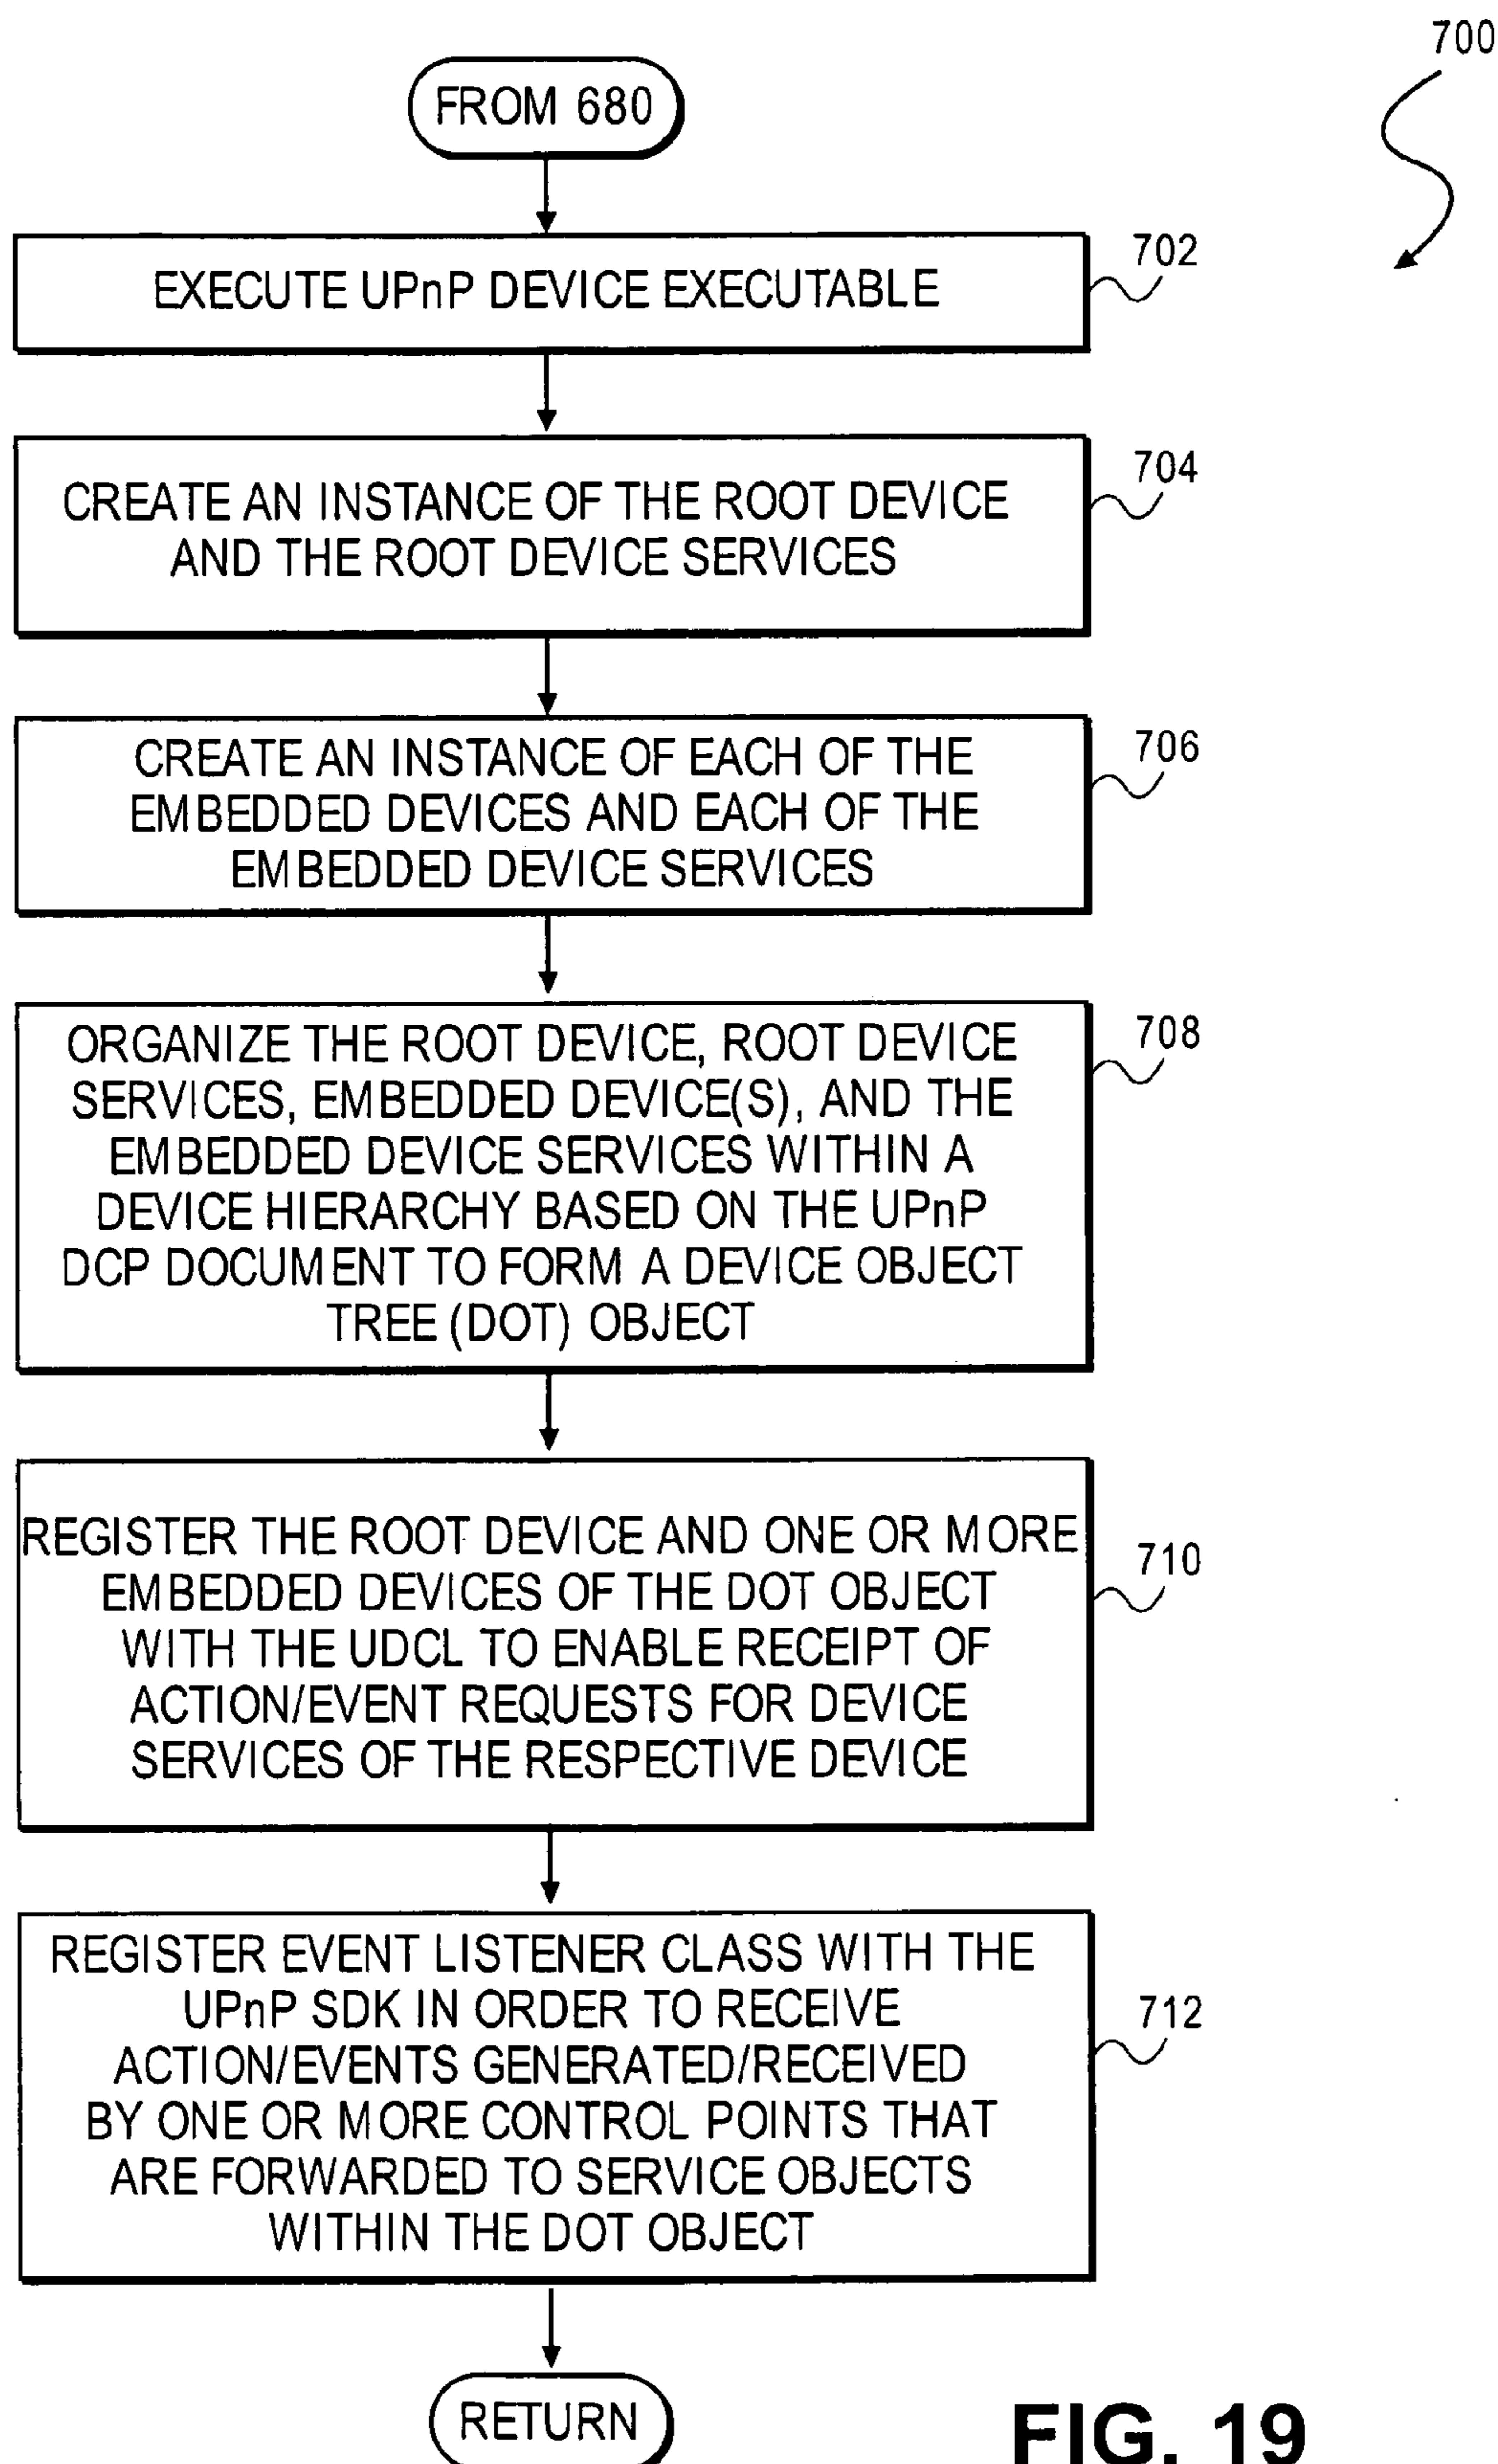 700
FROM 680
EXECUTE UPnP DEVICE EXECUTABLE
702
CREATE AN INSTANCE OF THE ROOT DEVICE
AND THE ROOT DEVICE SERVICES
704
CREATE AN INSTANCE OF EACH OF THE
EMBEDDED DEVICES AND EACH OF THE
EMBEDDED DEVICE SERVICES
706
ORGANIZE THE ROOT DEVICE, ROOT DEVICE
SERVICES, EMBEDDED DEVICE(S), AND THE
EMBEDDED DEVICE SERVICES WITHIN A
DEVICE HIERARCHY BASED ON THE UPnP
DCP DOCUMENT TO FORM A DEVICE OBJECT
TREE (DOT) OBJECT
708
REGISTER THE ROOT DEVICE AND ONE OR MORE
EMBEDDED DEVICES OF THE DOT OBJECT
WITH THE UDCL TO ENABLE RECEIPT OF
ACTION/EVENT REQUESTS FOR DEVICE
SERVICES OF THE RESPECTIVE DEVICE
710
REGISTER EVENT LISTENER CLASS WITH THE
UPnP SDK IN ORDER TO RECEIVE
ACTION/EVENTS GENERATED/RECEIVED
BY ONE OR MORE CONTROL POINTS THAT
ARE FORWARDED TO SERVICE OBJECTS
WITHIN THE DOT OBJECT
712
RETURN
FIG. 19